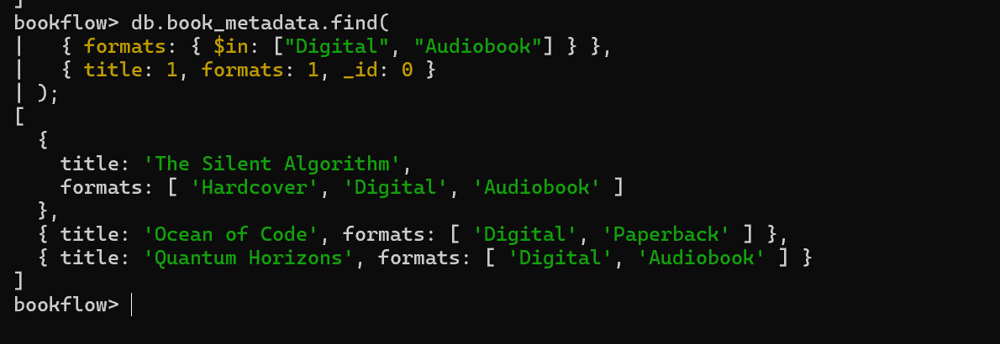 ]
bookflow> db.book_metadata.find(
|   { formats: { $in: ["Digital", "Audiobook"] } },
|   { title: 1, formats: 1, _id: 0 }
| );
[
  {
    title: 'The Silent Algorithm',
    formats: [ 'Hardcover', 'Digital', 'Audiobook' ]
  },
  { title: 'Ocean of Code', formats: [ 'Digital', 'Paperback' ] },
  { title: 'Quantum Horizons', formats: [ 'Digital', 'Audiobook' ] }
]
bookflow>